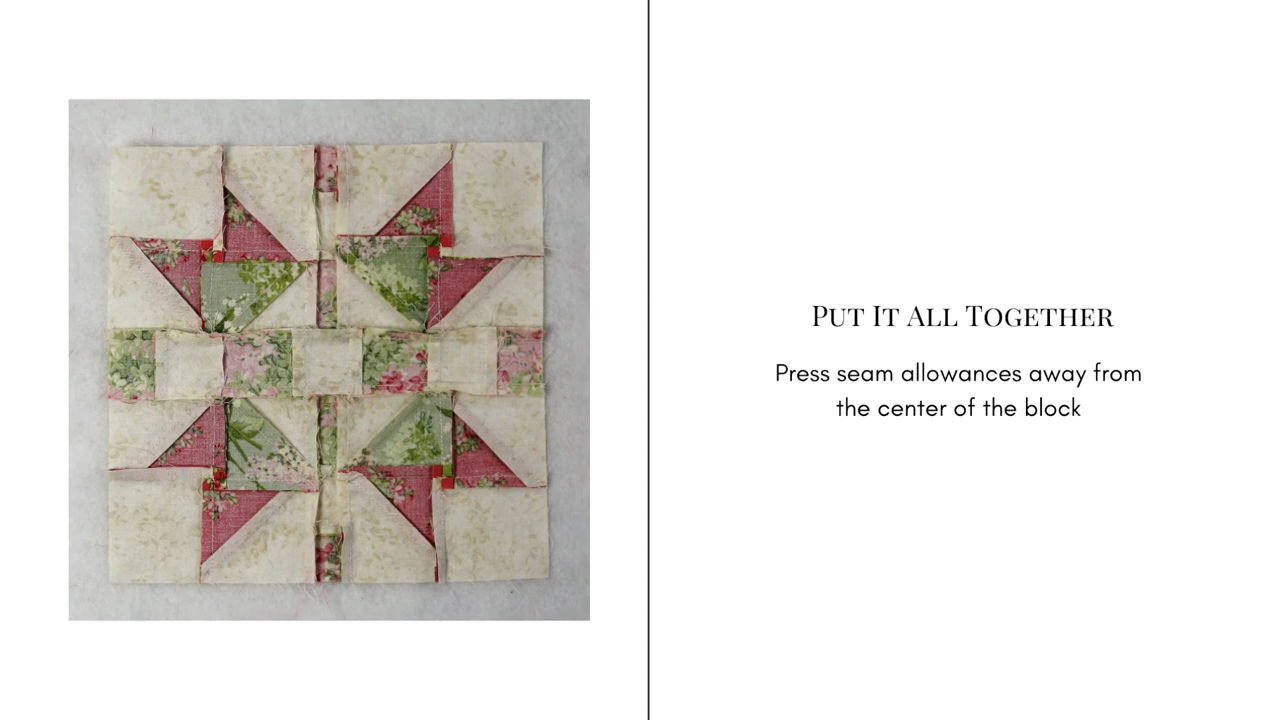 Put It All Together
Press seam allowances away from
the center of the block